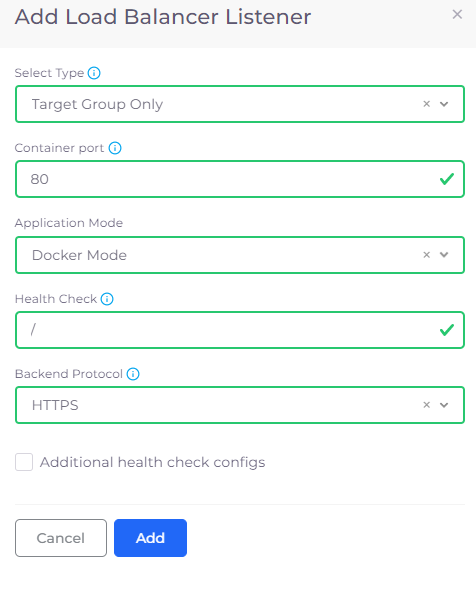 Add Load Balancer Listener
Select Type
Target Group Only
Container port
80
Application Mode
Docker Mode
Health Check
/
Backend Protocol
HTTPS
Additional health check configs
Cancel
Add